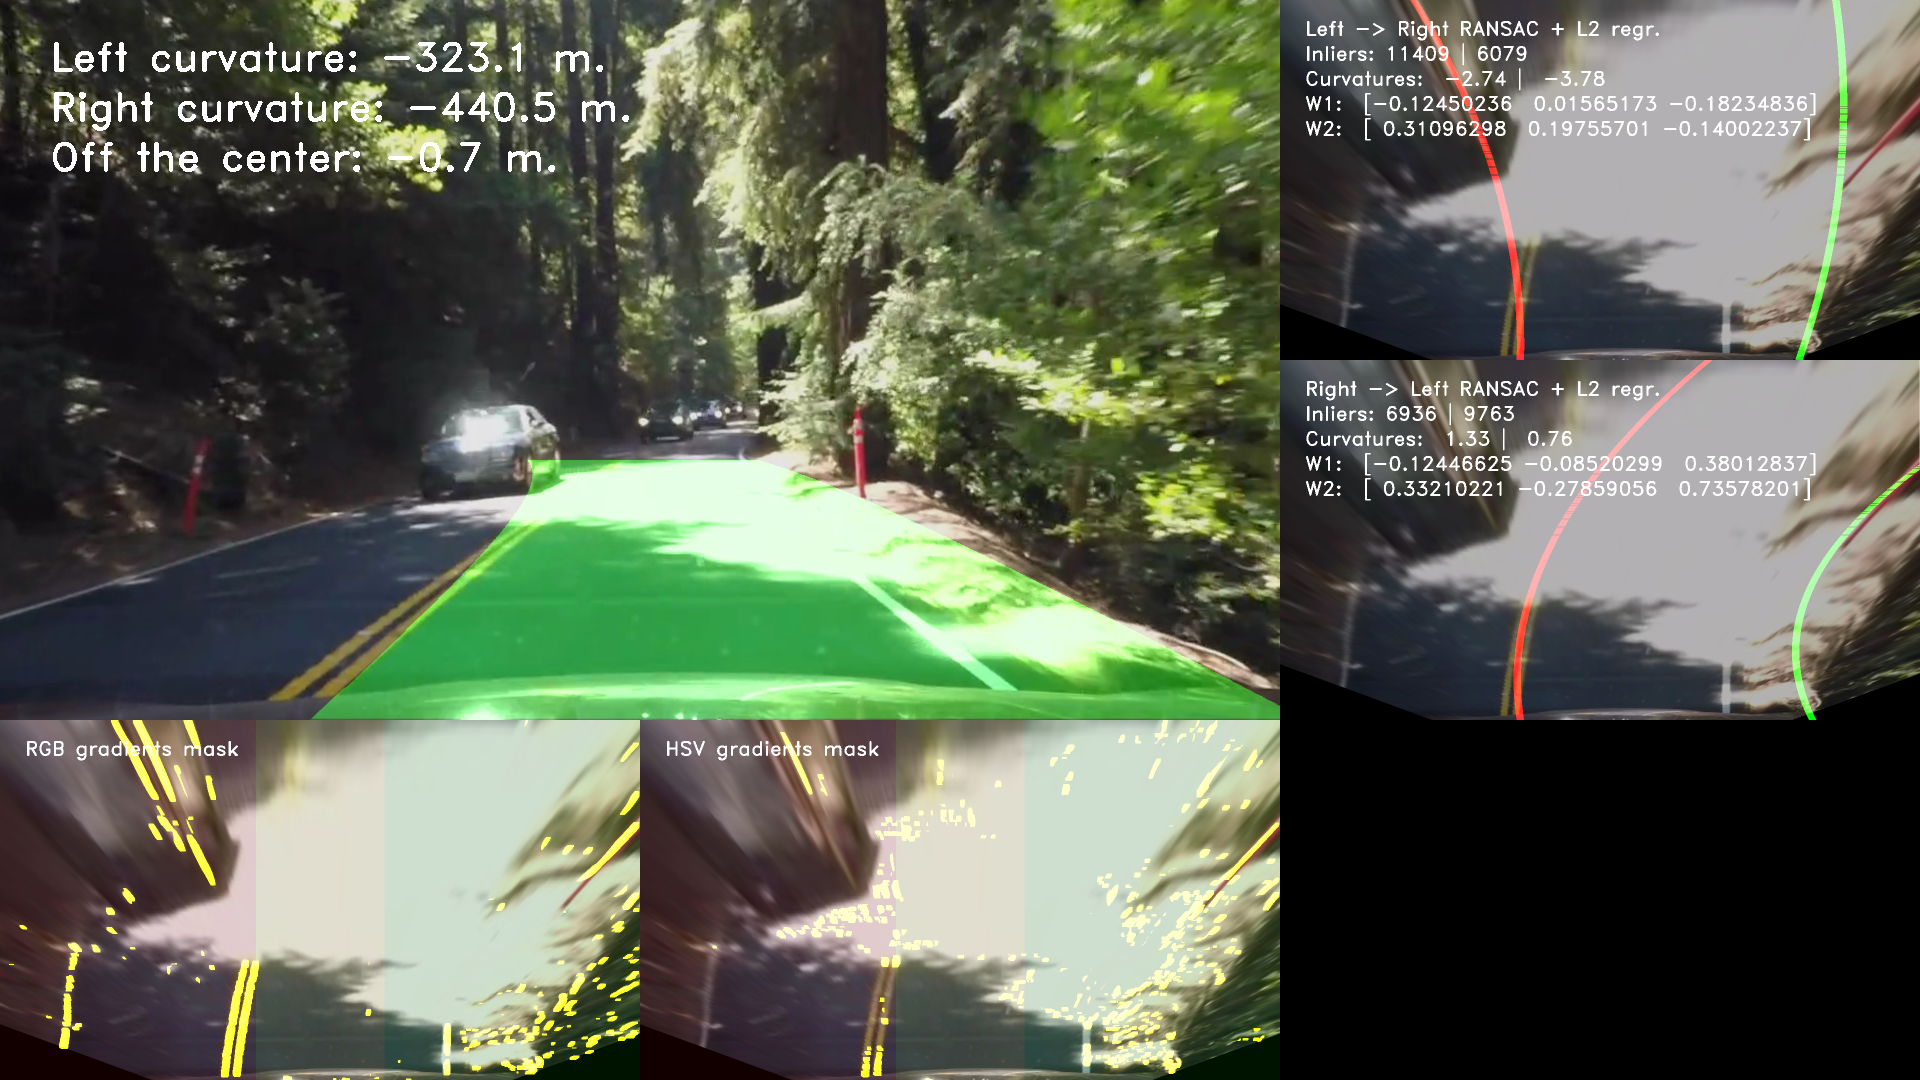 Left curvature: -323.1 m.
Right curvature: -440.5 m.
Off the center: -0.7 m.
Left -> Right RANSAC + L2 regr.
Inliers: 11409 | 6079
Curvatures: -2.74 | -3.78
W1: [-0.12450236 0.01565173 -0.18234836]
W2: [ 0.31096298 0.19755701 -0.14002237]
Right -> Left RANSAC + L2 regr.
Inliers: 6936 | 9763
Curvatures: 1.33 | 0.76
W1: [-0.12446625 -0.08520299 0.38012837]
W2: [ 0.33210221 -0.27859056 0.73578201]
RGB gradients mask
HSV gradients mask